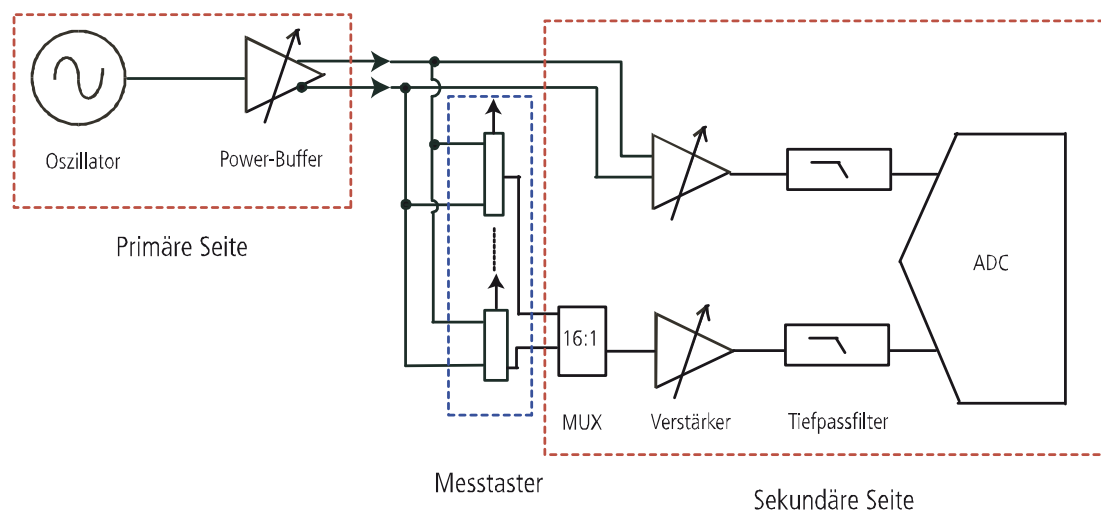 Oszillator
Power-Buffer
Primäre Seite
ADC
16:1
MUX
Verstärker
Tiefpassfilter
Messtaster
Sekundäre Seite